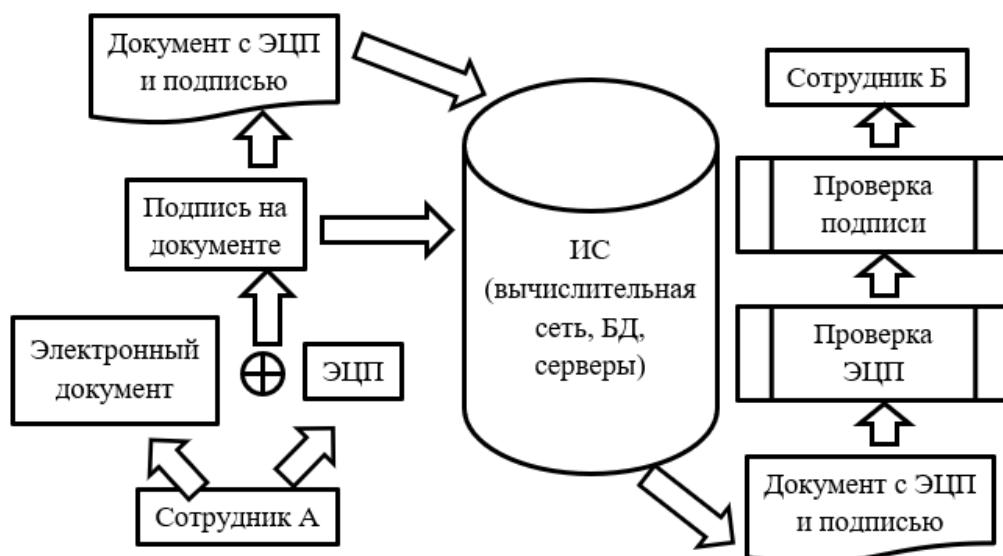 Документ с ЭЦП
и подписью
Подпись на
документе
Электронный
документ
ЭЦП
Сотрудник А
ИС
(вычислительная
сеть, БД,
серверы)
Сотрудник Б
Проверка
подписи
Проверка
ЭЦП
Документ с ЭЦП
и подписью